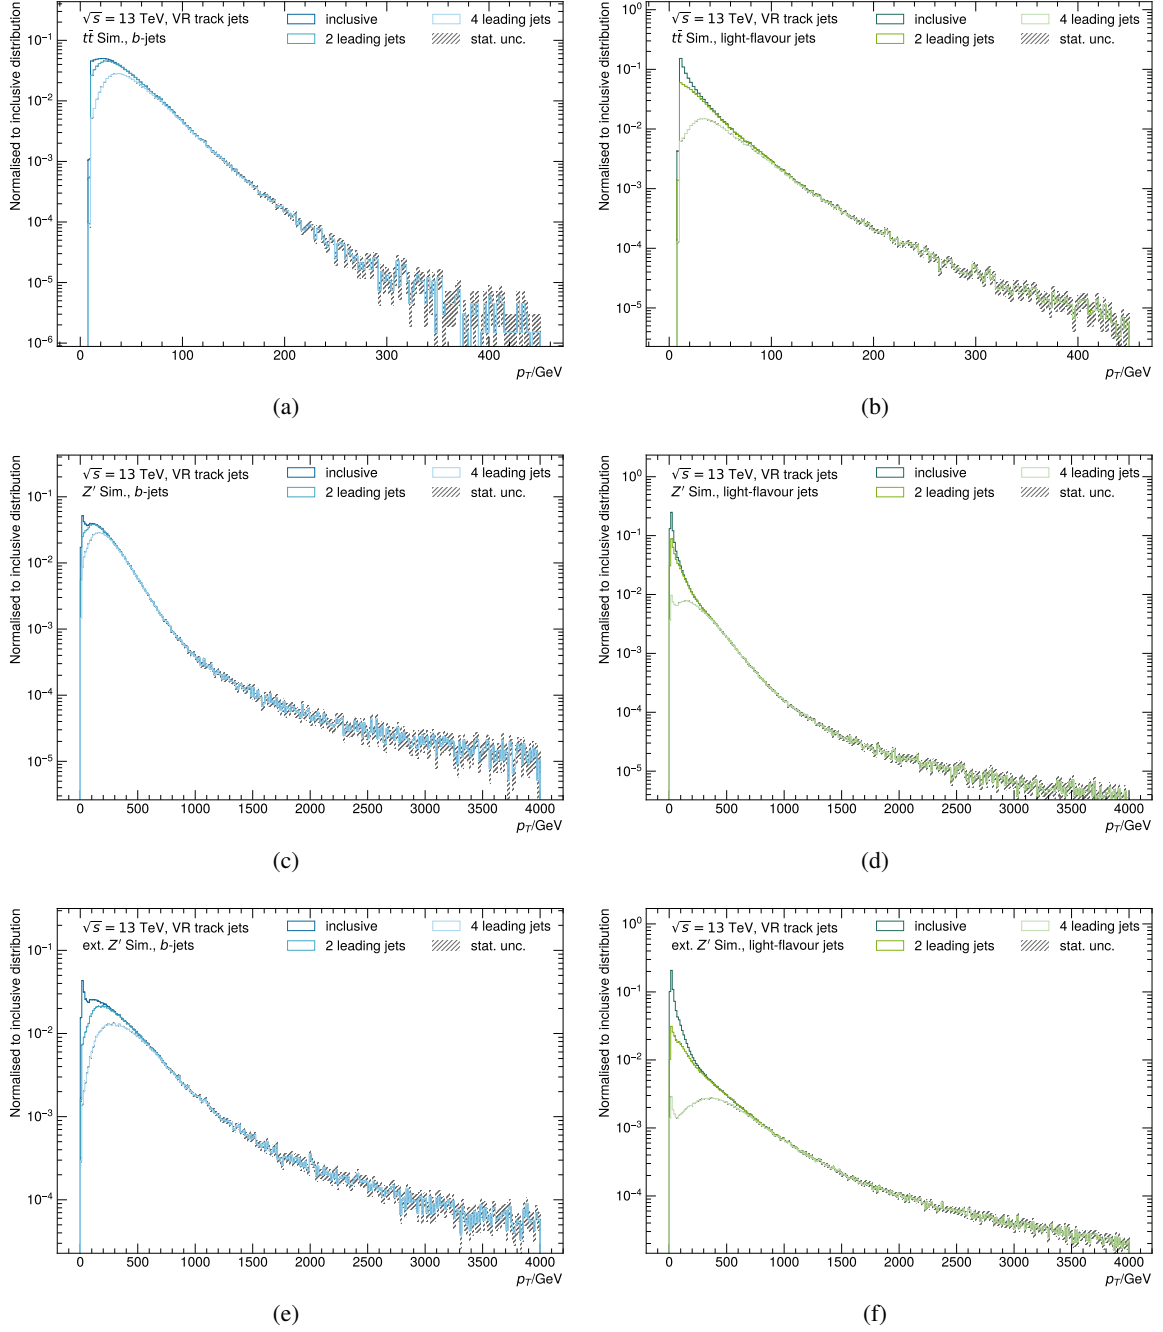 √s = 13 TeV, VR track jets
tt̄ Sim., b-jets
inclusive
2 leading jets
4 leading jets
stat. unc.
Normalised to inclusive distribution
10⁻¹
10⁻²
10⁻³
10⁻⁴
10⁻⁵
10⁻⁶
0 100 200 300 400
p_T/GeV
(a)
√s = 13 TeV, VR track jets
tt̄ Sim., light-flavour jets
inclusive
2 leading jets
4 leading jets
stat. unc.
Normalised to inclusive distribution
10⁰
10⁻¹
10⁻²
10⁻³
10⁻⁴
10⁻⁵
0 100 200 300 400
p_T/GeV
(b)
√s = 13 TeV, VR track jets
Z′ Sim., b-jets
inclusive
2 leading jets
4 leading jets
stat. unc.
Normalised to inclusive distribution
10⁻¹
10⁻²
10⁻³
10⁻⁴
10⁻⁵
0 500 1000 1500 2000 2500 3000 3500 4000
p_T/GeV
(c)
√s = 13 TeV, VR track jets
Z′ Sim., light-flavour jets
inclusive
2 leading jets
4 leading jets
stat. unc.
Normalised to inclusive distribution
10⁰
10⁻¹
10⁻²
10⁻³
10⁻⁴
10⁻⁵
0 500 1000 1500 2000 2500 3000 3500 4000
p_T/GeV
(d)
√s = 13 TeV, VR track jets
ext. Z′ Sim., b-jets
inclusive
2 leading jets
4 leading jets
stat. unc.
Normalised to inclusive distribution
10⁻¹
10⁻²
10⁻³
10⁻⁴
0 500 1000 1500 2000 2500 3000 3500 4000
p_T/GeV
(e)
√s = 13 TeV, VR track jets
ext. Z′ Sim., light-flavour jets
inclusive
2 leading jets
4 leading jets
stat. unc.
Normalised to inclusive distribution
10⁰
10⁻¹
10⁻²
10⁻³
10⁻⁴
0 500 1000 1500 2000 2500 3000 3500 4000
p_T/GeV
(f)